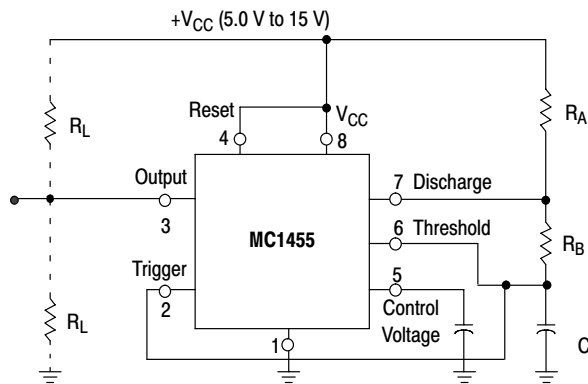 +VCC (5.0 V to 15 V)
Reset
VCC
4
8
RL
RA
Output
3
7 Discharge
6 Threshold
MC1455
RB
Trigger
2
5
Control
Voltage
RL
1
C